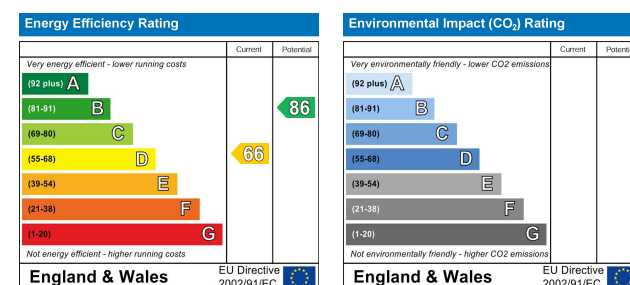 Energy Efficiency Rating
Current Potential
Very energy efficient - lower running costs
(92 plus) A
(81-91) B
86
(69-80) C
(55-68) D
66
(39-54) E
(21-38) F
(1-20) G
Not energy efficient - higher running costs
England & Wales
EU Directive
2002/91/EC
Environmental Impact (CO₂) Rating
Current Potential
Very environmentally friendly - lower CO2 emissions
(92 plus) A
(81-91) B
(69-80) C
(55-68) D
(39-54) E
(21-38) F
(1-20) G
Not environmentally friendly - higher CO2 emissions
England & Wales
EU Directive
2002/91/EC